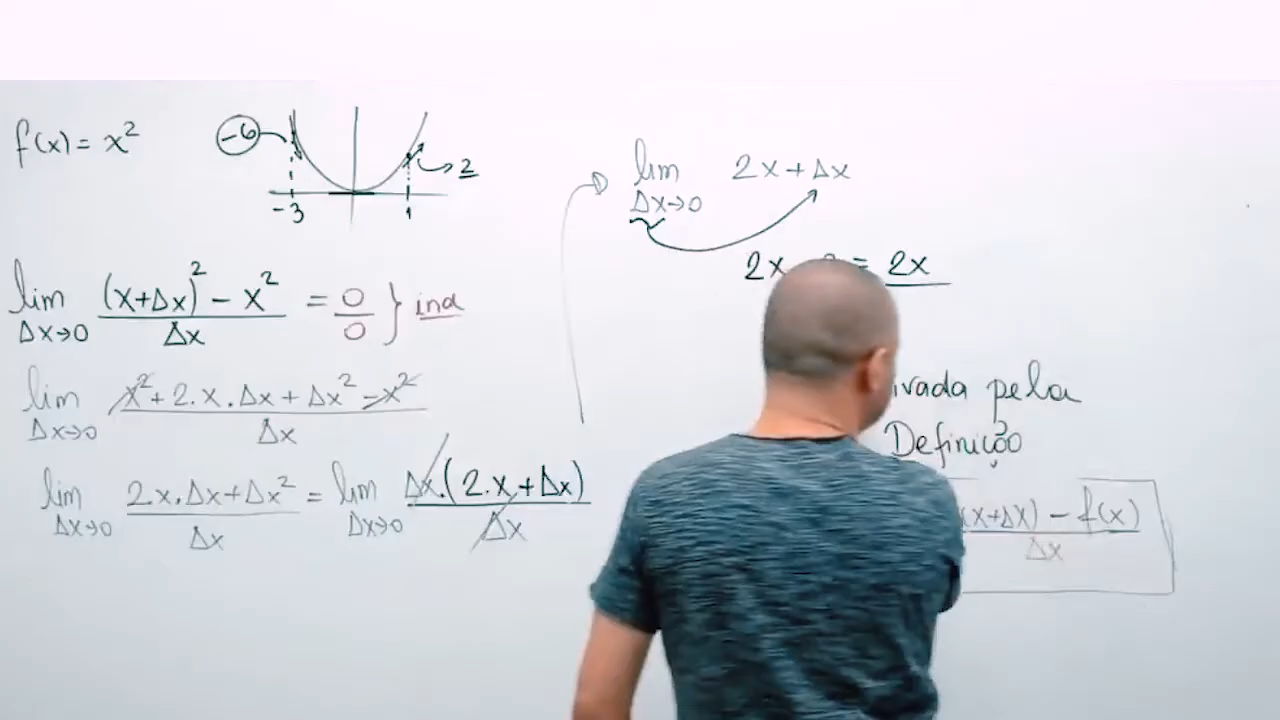 f(x) = x²
-6
2
-3
1
lim Δx→0 (x+Δx)² - x² / Δx = 0/0 } ind
lim Δx→0 x² + 2.x.Δx + Δx² - x² / Δx
lim Δx→0 2x.Δx+Δx² / Δx = lim Δx→0 Δx.(2.x+Δx) / Δx
lim Δx→0 2x+Δx
2x = 2x
pela
Definição
(x+Δx) - f(x) / Δx